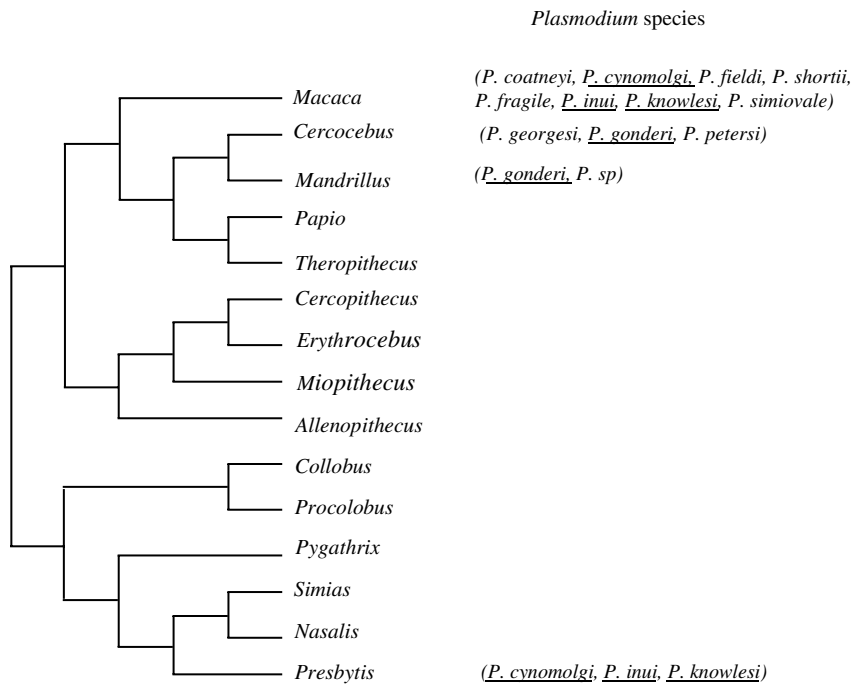 Plasmodium species
(P. coatneyi, P. cynomolgi, P. fieldi, P. shortii,
Macaca
P. fragile, P. inui, P. knowlesi, P. simiovale)
Cercocebus
(P. georgesi, P. gonderi, P. petersi)
Mandrillus
(P. gonderi, P. sp)
Papio
Theropithecus
Cercopithecus
Erythrocebus
Miopithecus
Allenopithecus
Collobus
Procolobus
Pygathrix
Simias
Nasalis
Presbytis
(P. cynomolgi, P. inui, P. knowlesi)